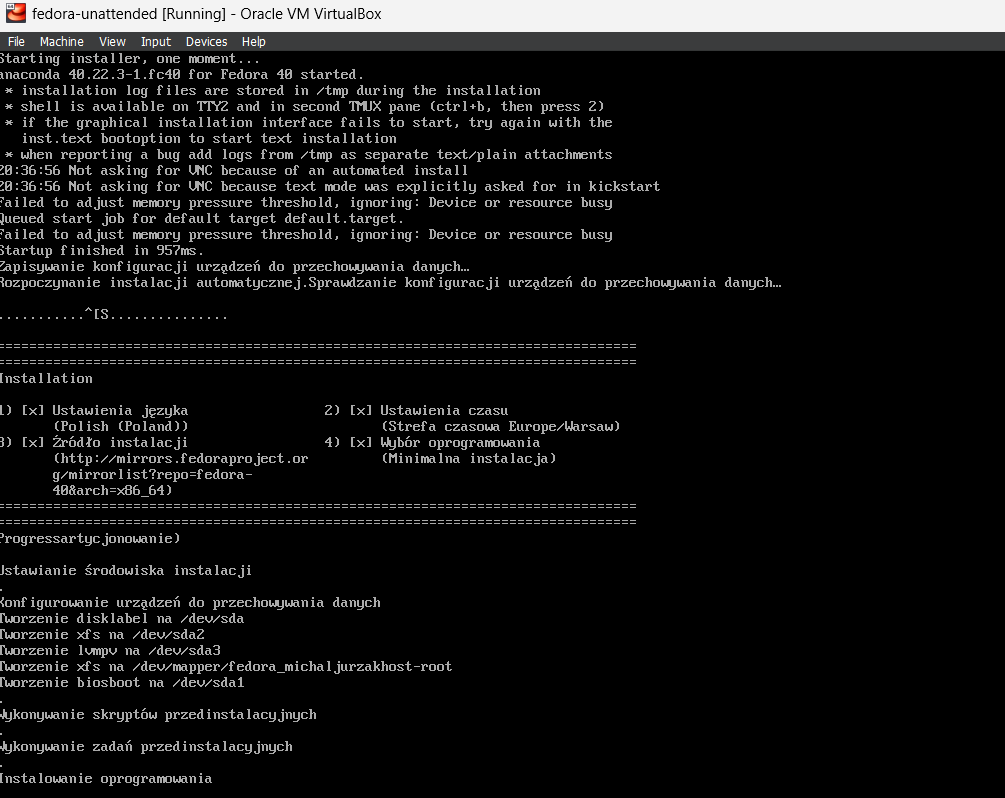 fedora-unattended [Running] - Oracle VM VirtualBox
File Machine View Input Devices Help
Starting installer, one moment...
anaconda 40.22.3-1.fc40 for Fedora 40 started.
* installation log files are stored in /tmp during the installation
* shell is available on TTY2 and in second TMUX pane (ctrl+b, then press 2)
* if the graphical installation interface fails to start, try again with the
inst.text bootoption to start text installation
* when reporting a bug add logs from /tmp as separate text/plain attachments
20:36:56 Not asking for VNC because of an automated install
20:36:56 Not asking for VNC because text mode was explicitly asked for in kickstart
Failed to adjust memory pressure threshold, ignoring: Device or resource busy
Queued start job for default target default.target.
Failed to adjust memory pressure threshold, ignoring: Device or resource busy
Startup finished in 957ms.
Zapisywanie konfiguracji urządzeń do przechowywania danych…
Rozpoczynanie instalacji automatycznej.Sprawdzanie konfiguracji urządzeń do przechowywania danych…
...........^[S...............
================================================================================
================================================================================
Installation
1) [x] Ustawienia języka 2) [x] Ustawienia czasu
(Polish (Poland)) (Strefa czasowa Europe/Warsaw)
3) [x] Źródło instalacji 4) [x] Wybór oprogramowania
(http://mirrors.fedoraproject.or (Minimalna instalacja)
g/mirrorlist?repo=fedora-
40&arch=x86_64)
================================================================================
================================================================================
Progressartycjonowanie)
Ustawianie środowiska instalacji
.
Konfigurowanie urządzeń do przechowywania danych
Tworzenie disklabel na /dev/sda
Tworzenie xfs na /dev/sda2
Tworzenie lvmpv na /dev/sda3
Tworzenie xfs na /dev/mapper/fedora_michaljurzakhost-root
Tworzenie biosboot na /dev/sda1
.
Wykonywanie skryptów przedinstalacyjnych
.
Wykonywanie zadań przedinstalacyjnych
.
Instalowanie oprogramowania